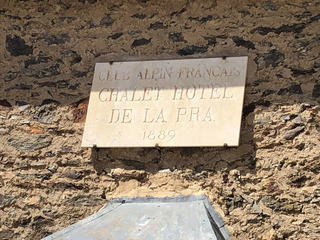 CLUB ALPIN FRANÇAIS
CHALET HOTEL
DE LA PRA
1889